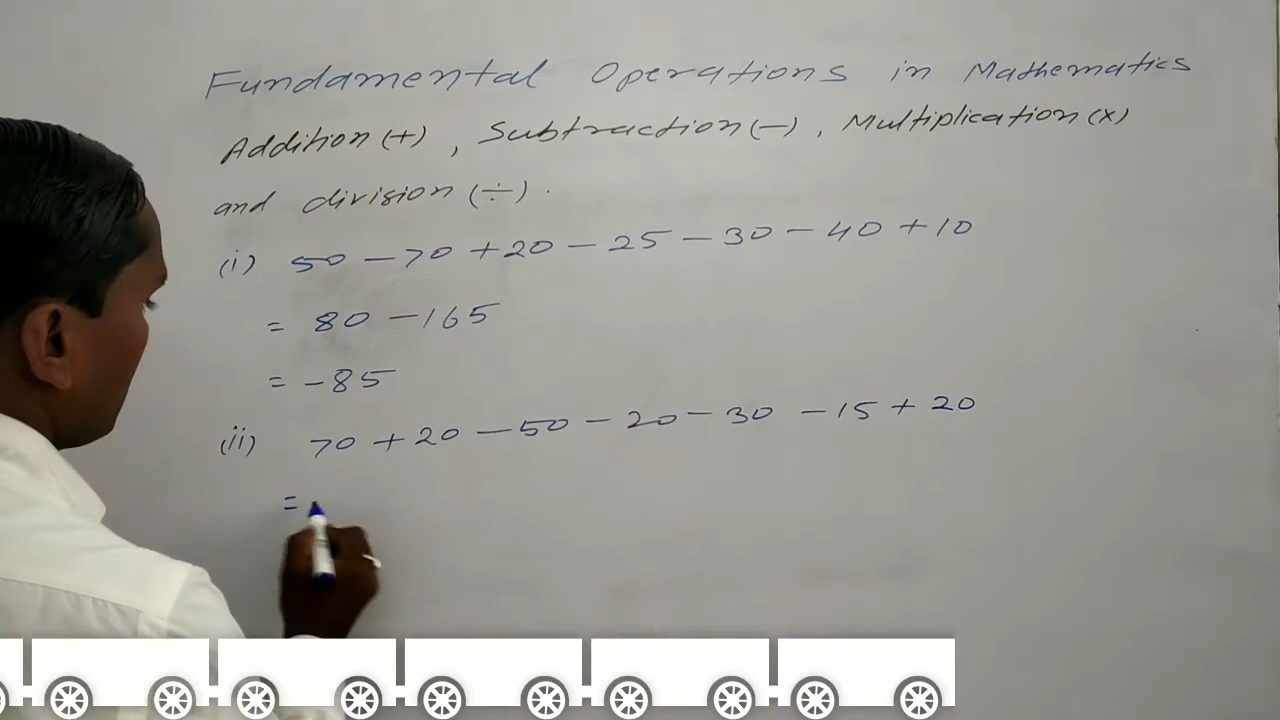 Fundamental Operations in Mathematics
Addition (+), Subtraction (−), Multiplication (×)
and division (÷).
(i) 50 − 70 + 20 − 25 − 30 − 40 + 10
= 80 − 165
= −85
(ii) 70 + 20 − 50 − 20 − 30 − 15 + 20
=